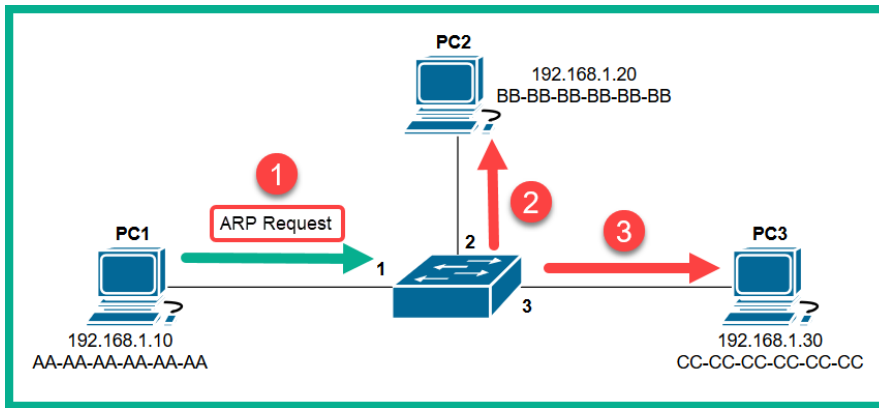 PC2
192.168.1.20
BB-BB-BB-BB-BB-BB
1
ARP Request
2
3
PC1
PC3
1
2
3
192.168.1.10
AA-AA-AA-AA-AA-AA
192.168.1.30
CC-CC-CC-CC-CC-CC